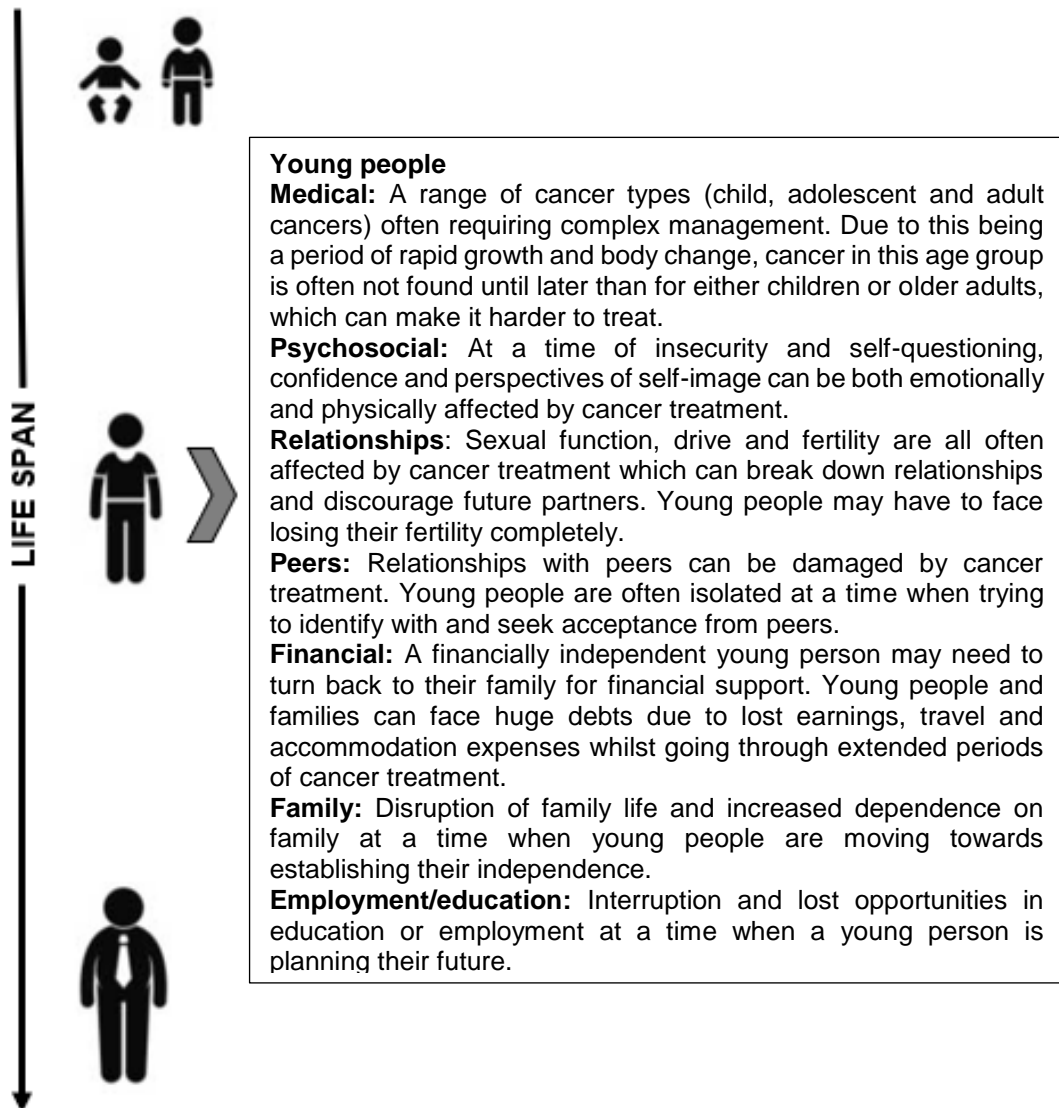 LIFE SPAN
Young people
Medical: A range of cancer types (child, adolescent and adult
cancers) often requiring complex management. Due to this being
a period of rapid growth and body change, cancer in this age group
is often not found until later than for either children or older adults,
which can make it harder to treat.
Psychosocial: At a time of insecurity and self-questioning,
confidence and perspectives of self-image can be both emotionally
and physically affected by cancer treatment.
Relationships: Sexual function, drive and fertility are all often
affected by cancer treatment which can break down relationships
and discourage future partners. Young people may have to face
losing their fertility completely.
Peers: Relationships with peers can be damaged by cancer
treatment. Young people are often isolated at a time when trying
to identify with and seek acceptance from peers.
Financial: A financially independent young person may need to
turn back to their family for financial support. Young people and
families can face huge debts due to lost earnings, travel and
accommodation expenses whilst going through extended periods
of cancer treatment.
Family: Disruption of family life and increased dependence on
family at a time when young people are moving towards
establishing their independence.
Employment/education: Interruption and lost opportunities in
education or employment at a time when a young person is
planning their future.